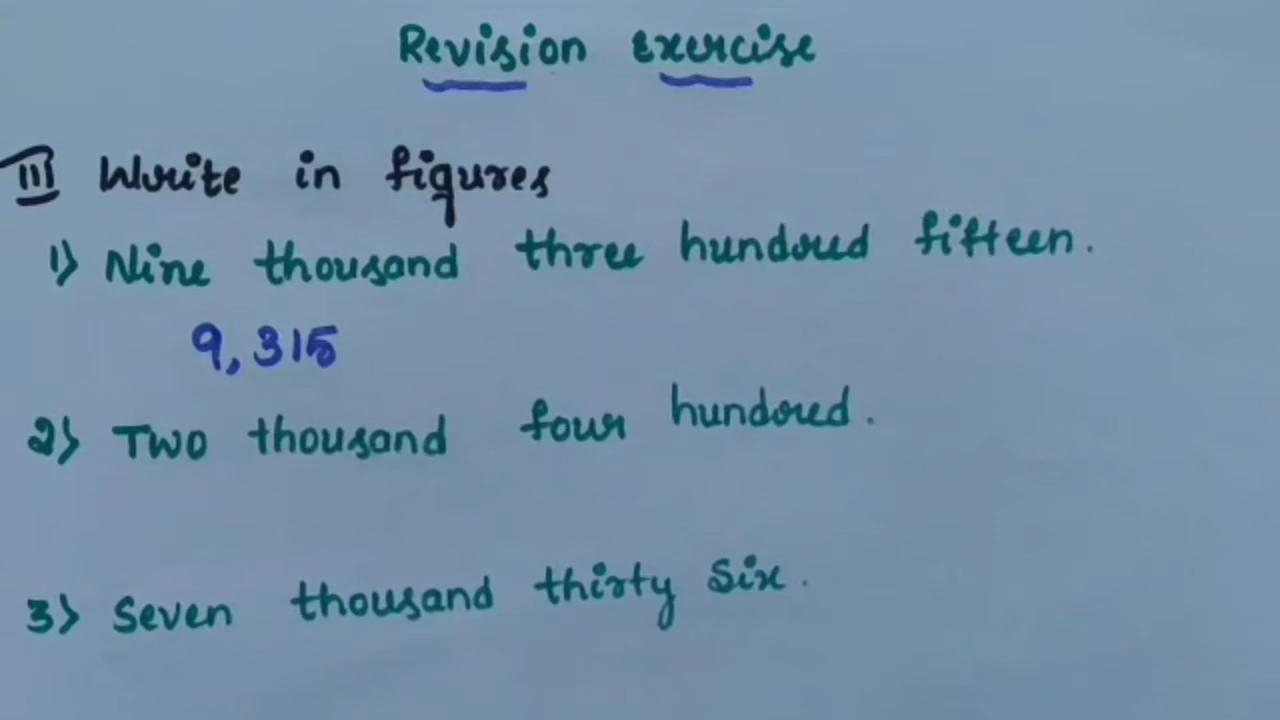 Revision exercise
III Write in figures
1) Nine thousand three hundred fifteen.
9,315
2) Two thousand four hundred.
3) Seven thousand thirty six.